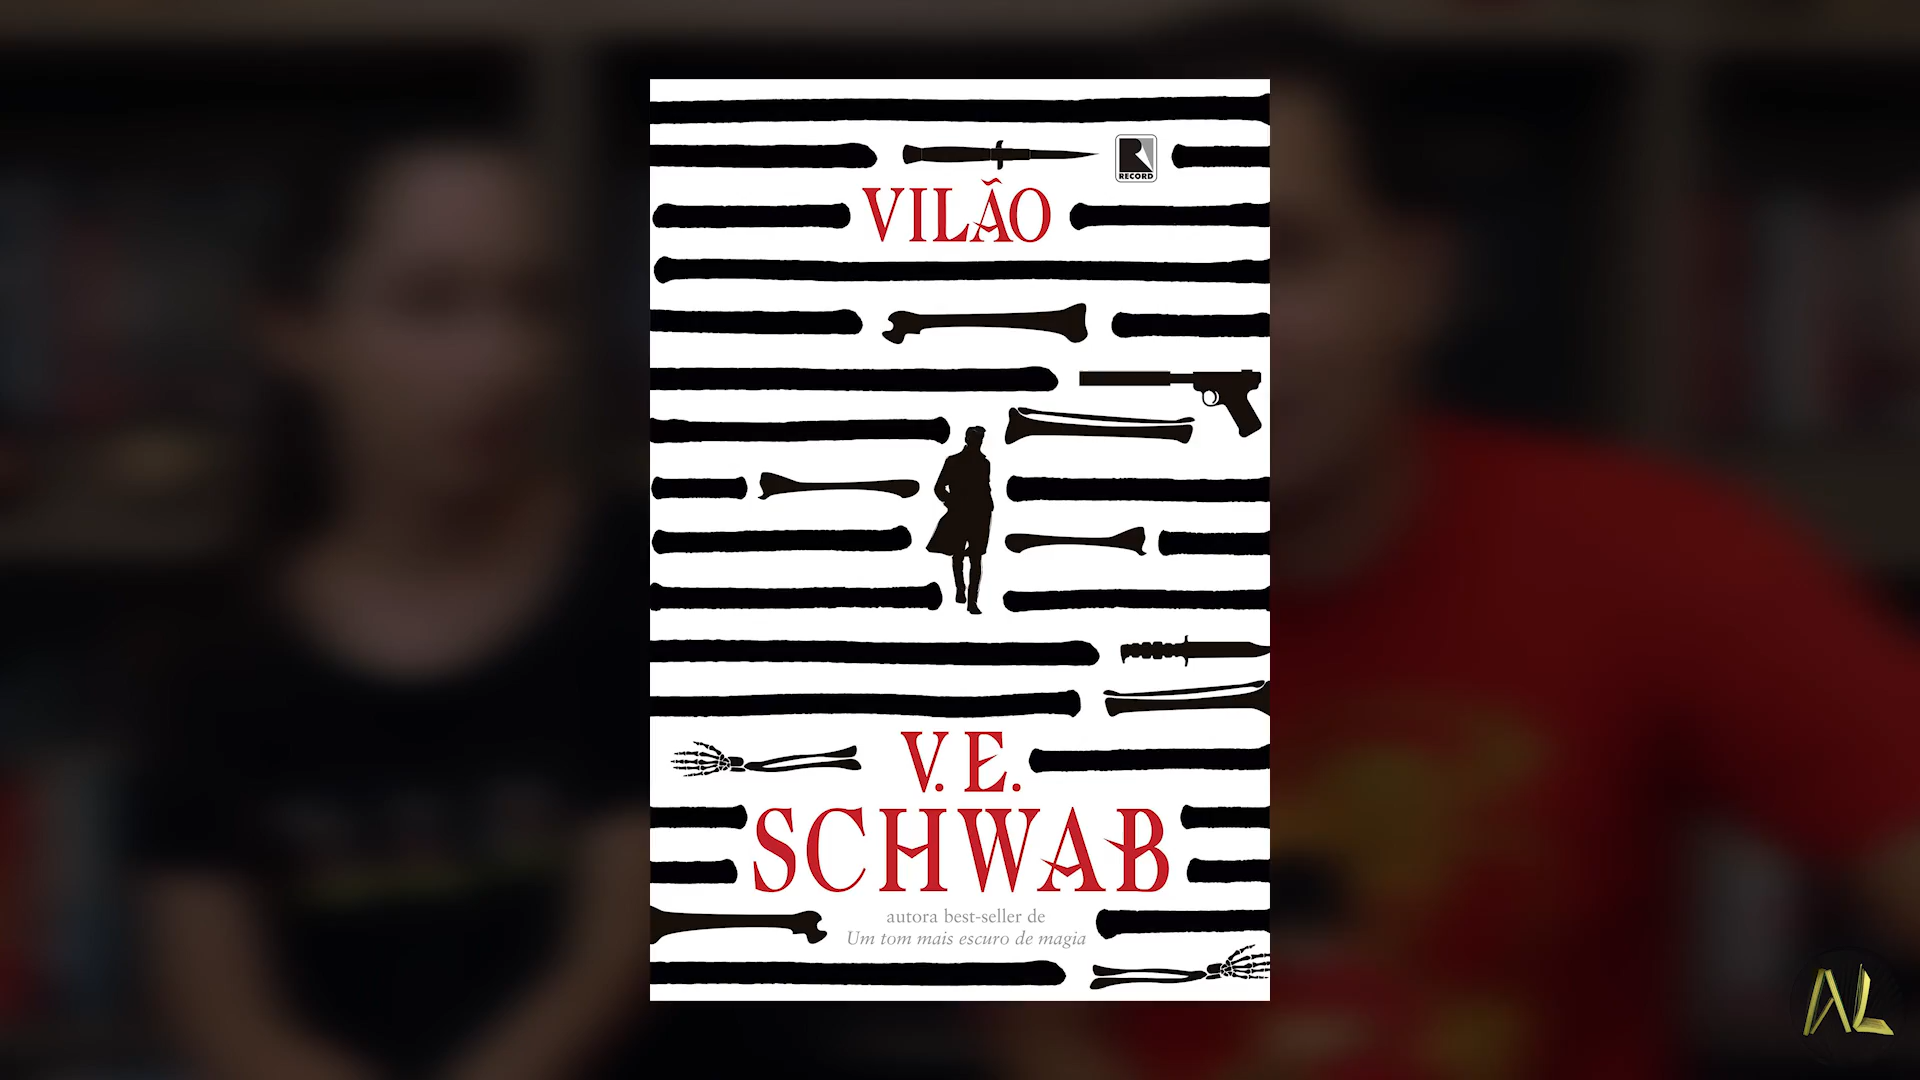 RECORD
VILÃO
V. E.
SCHWAB
autora best-seller de
Um tom mais escuro de magia
AL